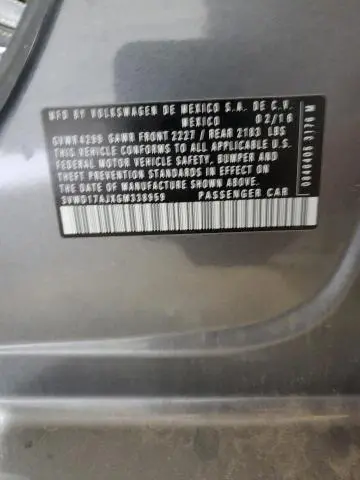 MFD BY VOLKSWAGEN DE MEXICO S.A. DE C.V.
MEXICO 02/16
GVWR 4299 GAWR FRONT 2227 / REAR 2183 LBS
THIS VEHICLE CONFORMS TO ALL APPLICABLE U.S.
FEDERAL MOTOR VEHICLE SAFETY, BUMPER AND
THEFT PREVENTION STANDARDS IN EFFECT ON
THE DATE OF MANUFACTURE SHOWN ABOVE.
3VWD17AJXGM338959 PASSENGER CAR